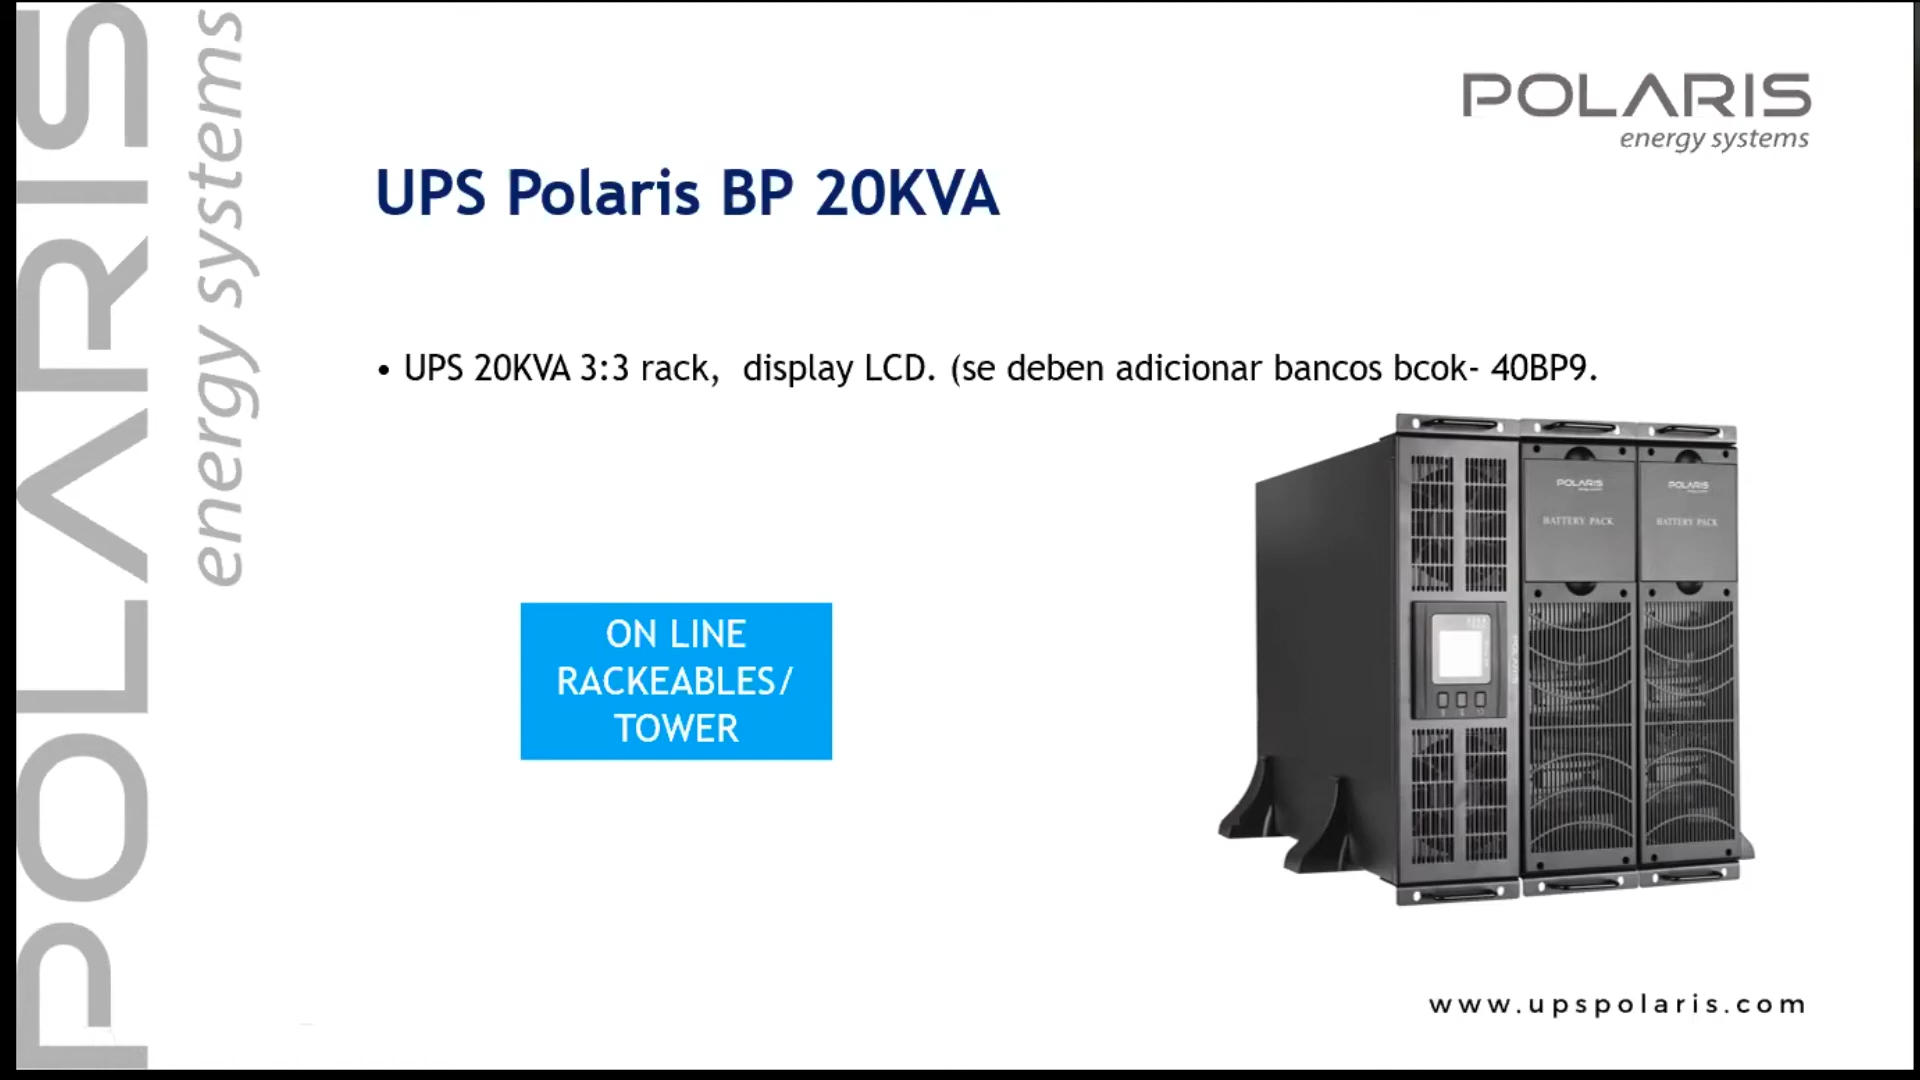 POLARIS
energy systems
POLARIS
energy systems
UPS Polaris BP 20KVA
• UPS 20KVA 3:3 rack,  display LCD. (se deben adicionar bancos bcok- 40BP9.
POLARIS
BATTERY PACK
POLARIS
BATTERY PACK
ON LINE
RACKEABLES/
TOWER
www.upspolaris.com